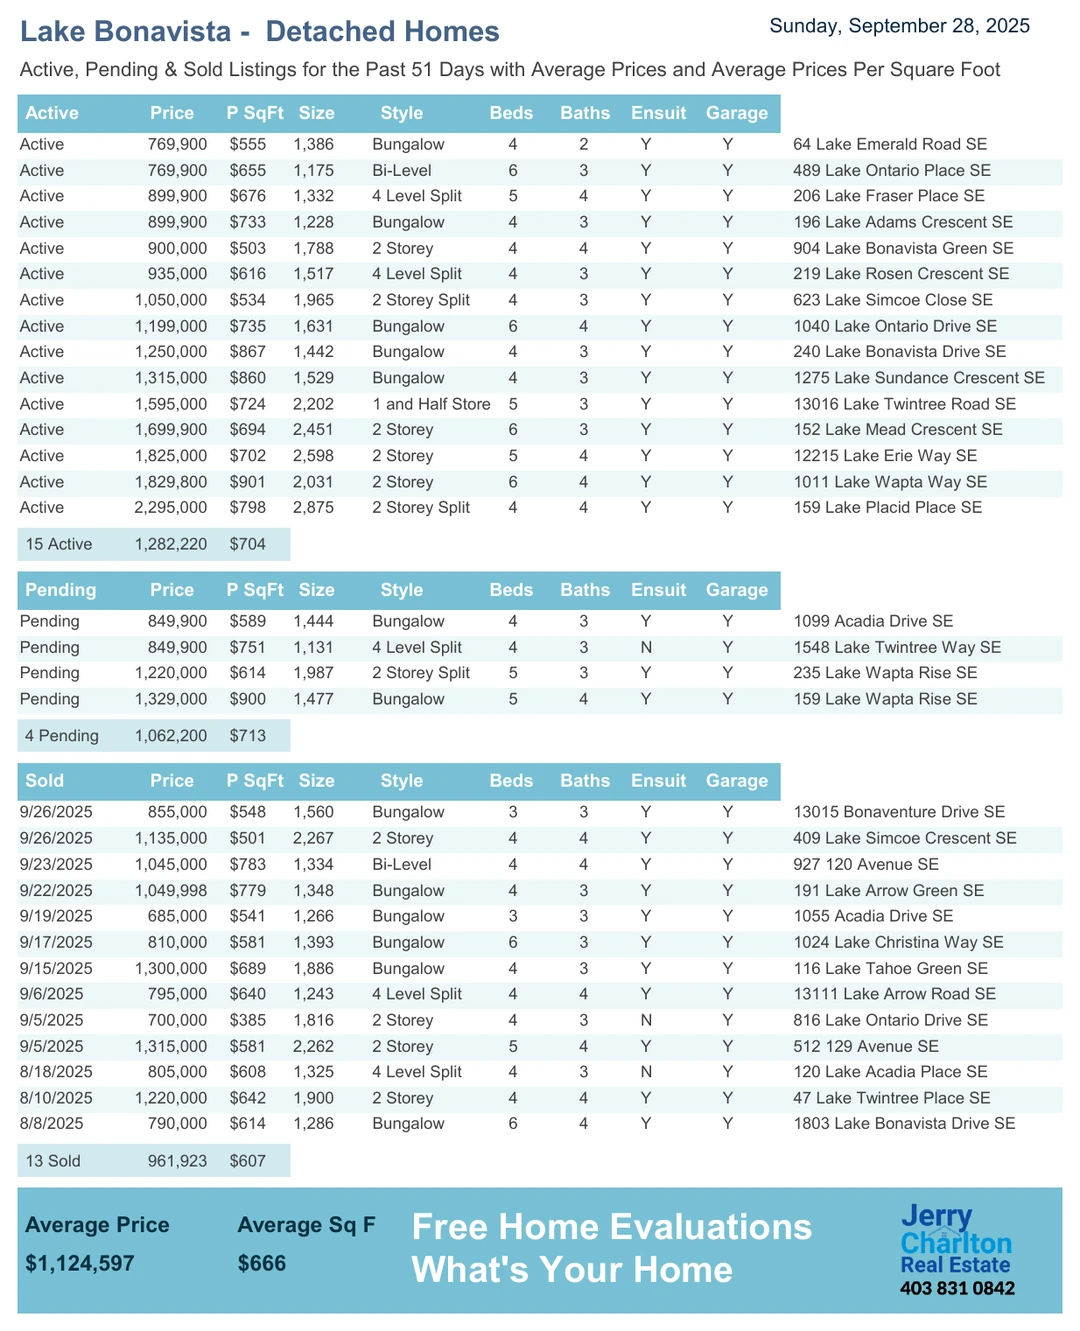 Lake Bonavista -  Detached Homes
Sunday, September 28, 2025
Active, Pending & Sold Listings for the Past 51 Days with Average Prices and Average Prices Per Square Foot
Active Price P SqFt Size Style Beds Baths Ensuit Garage
Active 769,900 $555 1,386 Bungalow 4 2 Y Y 64 Lake Emerald Road SE
Active 769,900 $655 1,175 Bi-Level 6 3 Y Y 489 Lake Ontario Place SE
Active 899,900 $676 1,332 4 Level Split 5 4 Y Y 206 Lake Fraser Place SE
Active 899,900 $733 1,228 Bungalow 4 3 Y Y 196 Lake Adams Crescent SE
Active 900,000 $503 1,788 2 Storey 4 4 Y Y 904 Lake Bonavista Green SE
Active 935,000 $616 1,517 4 Level Split 4 3 Y Y 219 Lake Rosen Crescent SE
Active 1,050,000 $534 1,965 2 Storey Split 4 3 Y Y 623 Lake Simcoe Close SE
Active 1,199,000 $735 1,631 Bungalow 6 4 Y Y 1040 Lake Ontario Drive SE
Active 1,250,000 $867 1,442 Bungalow 4 3 Y Y 240 Lake Bonavista Drive SE
Active 1,315,000 $860 1,529 Bungalow 4 3 Y Y 1275 Lake Sundance Crescent SE
Active 1,595,000 $724 2,202 1 and Half Store 5 3 Y Y 13016 Lake Twintree Road SE
Active 1,699,900 $694 2,451 2 Storey 6 3 Y Y 152 Lake Mead Crescent SE
Active 1,825,000 $702 2,598 2 Storey 5 4 Y Y 12215 Lake Erie Way SE
Active 1,829,800 $901 2,031 2 Storey 6 4 Y Y 1011 Lake Wapta Way SE
Active 2,295,000 $798 2,875 2 Storey Split 4 4 Y Y 159 Lake Placid Place SE
15 Active 1,282,220 $704
Pending Price P SqFt Size Style Beds Baths Ensuit Garage
Pending 849,900 $589 1,444 Bungalow 4 3 Y Y 1099 Acadia Drive SE
Pending 849,900 $751 1,131 4 Level Split 4 3 N Y 1548 Lake Twintree Way SE
Pending 1,220,000 $614 1,987 2 Storey Split 5 3 Y Y 235 Lake Wapta Rise SE
Pending 1,329,000 $900 1,477 Bungalow 5 4 Y Y 159 Lake Wapta Rise SE
4 Pending 1,062,200 $713
Sold Price P SqFt Size Style Beds Baths Ensuit Garage
9/26/2025 855,000 $548 1,560 Bungalow 3 3 Y Y 13015 Bonaventure Drive SE
9/26/2025 1,135,000 $501 2,267 2 Storey 4 4 Y Y 409 Lake Simcoe Crescent SE
9/23/2025 1,045,000 $783 1,334 Bi-Level 4 4 Y Y 927 120 Avenue SE
9/22/2025 1,049,998 $779 1,348 Bungalow 4 3 Y Y 191 Lake Arrow Green SE
9/19/2025 685,000 $541 1,266 Bungalow 3 3 Y Y 1055 Acadia Drive SE
9/17/2025 810,000 $581 1,393 Bungalow 6 3 Y Y 1024 Lake Christina Way SE
9/15/2025 1,300,000 $689 1,886 Bungalow 4 3 Y Y 116 Lake Tahoe Green SE
9/6/2025 795,000 $640 1,243 4 Level Split 4 4 Y Y 13111 Lake Arrow Road SE
9/5/2025 700,000 $385 1,816 2 Storey 4 3 N Y 816 Lake Ontario Drive SE
9/5/2025 1,315,000 $581 2,262 2 Storey 5 4 Y Y 512 129 Avenue SE
8/18/2025 805,000 $608 1,325 4 Level Split 4 3 N Y 120 Lake Acadia Place SE
8/10/2025 1,220,000 $642 1,900 2 Storey 4 4 Y Y 47 Lake Twintree Place SE
8/8/2025 790,000 $614 1,286 Bungalow 6 4 Y Y 1803 Lake Bonavista Drive SE
13 Sold 961,923 $607
Average Price Average Sq F
$1,124,597 $666
Free Home Evaluations
What's Your Home
Jerry
Charlton
Real Estate
403 831 0842